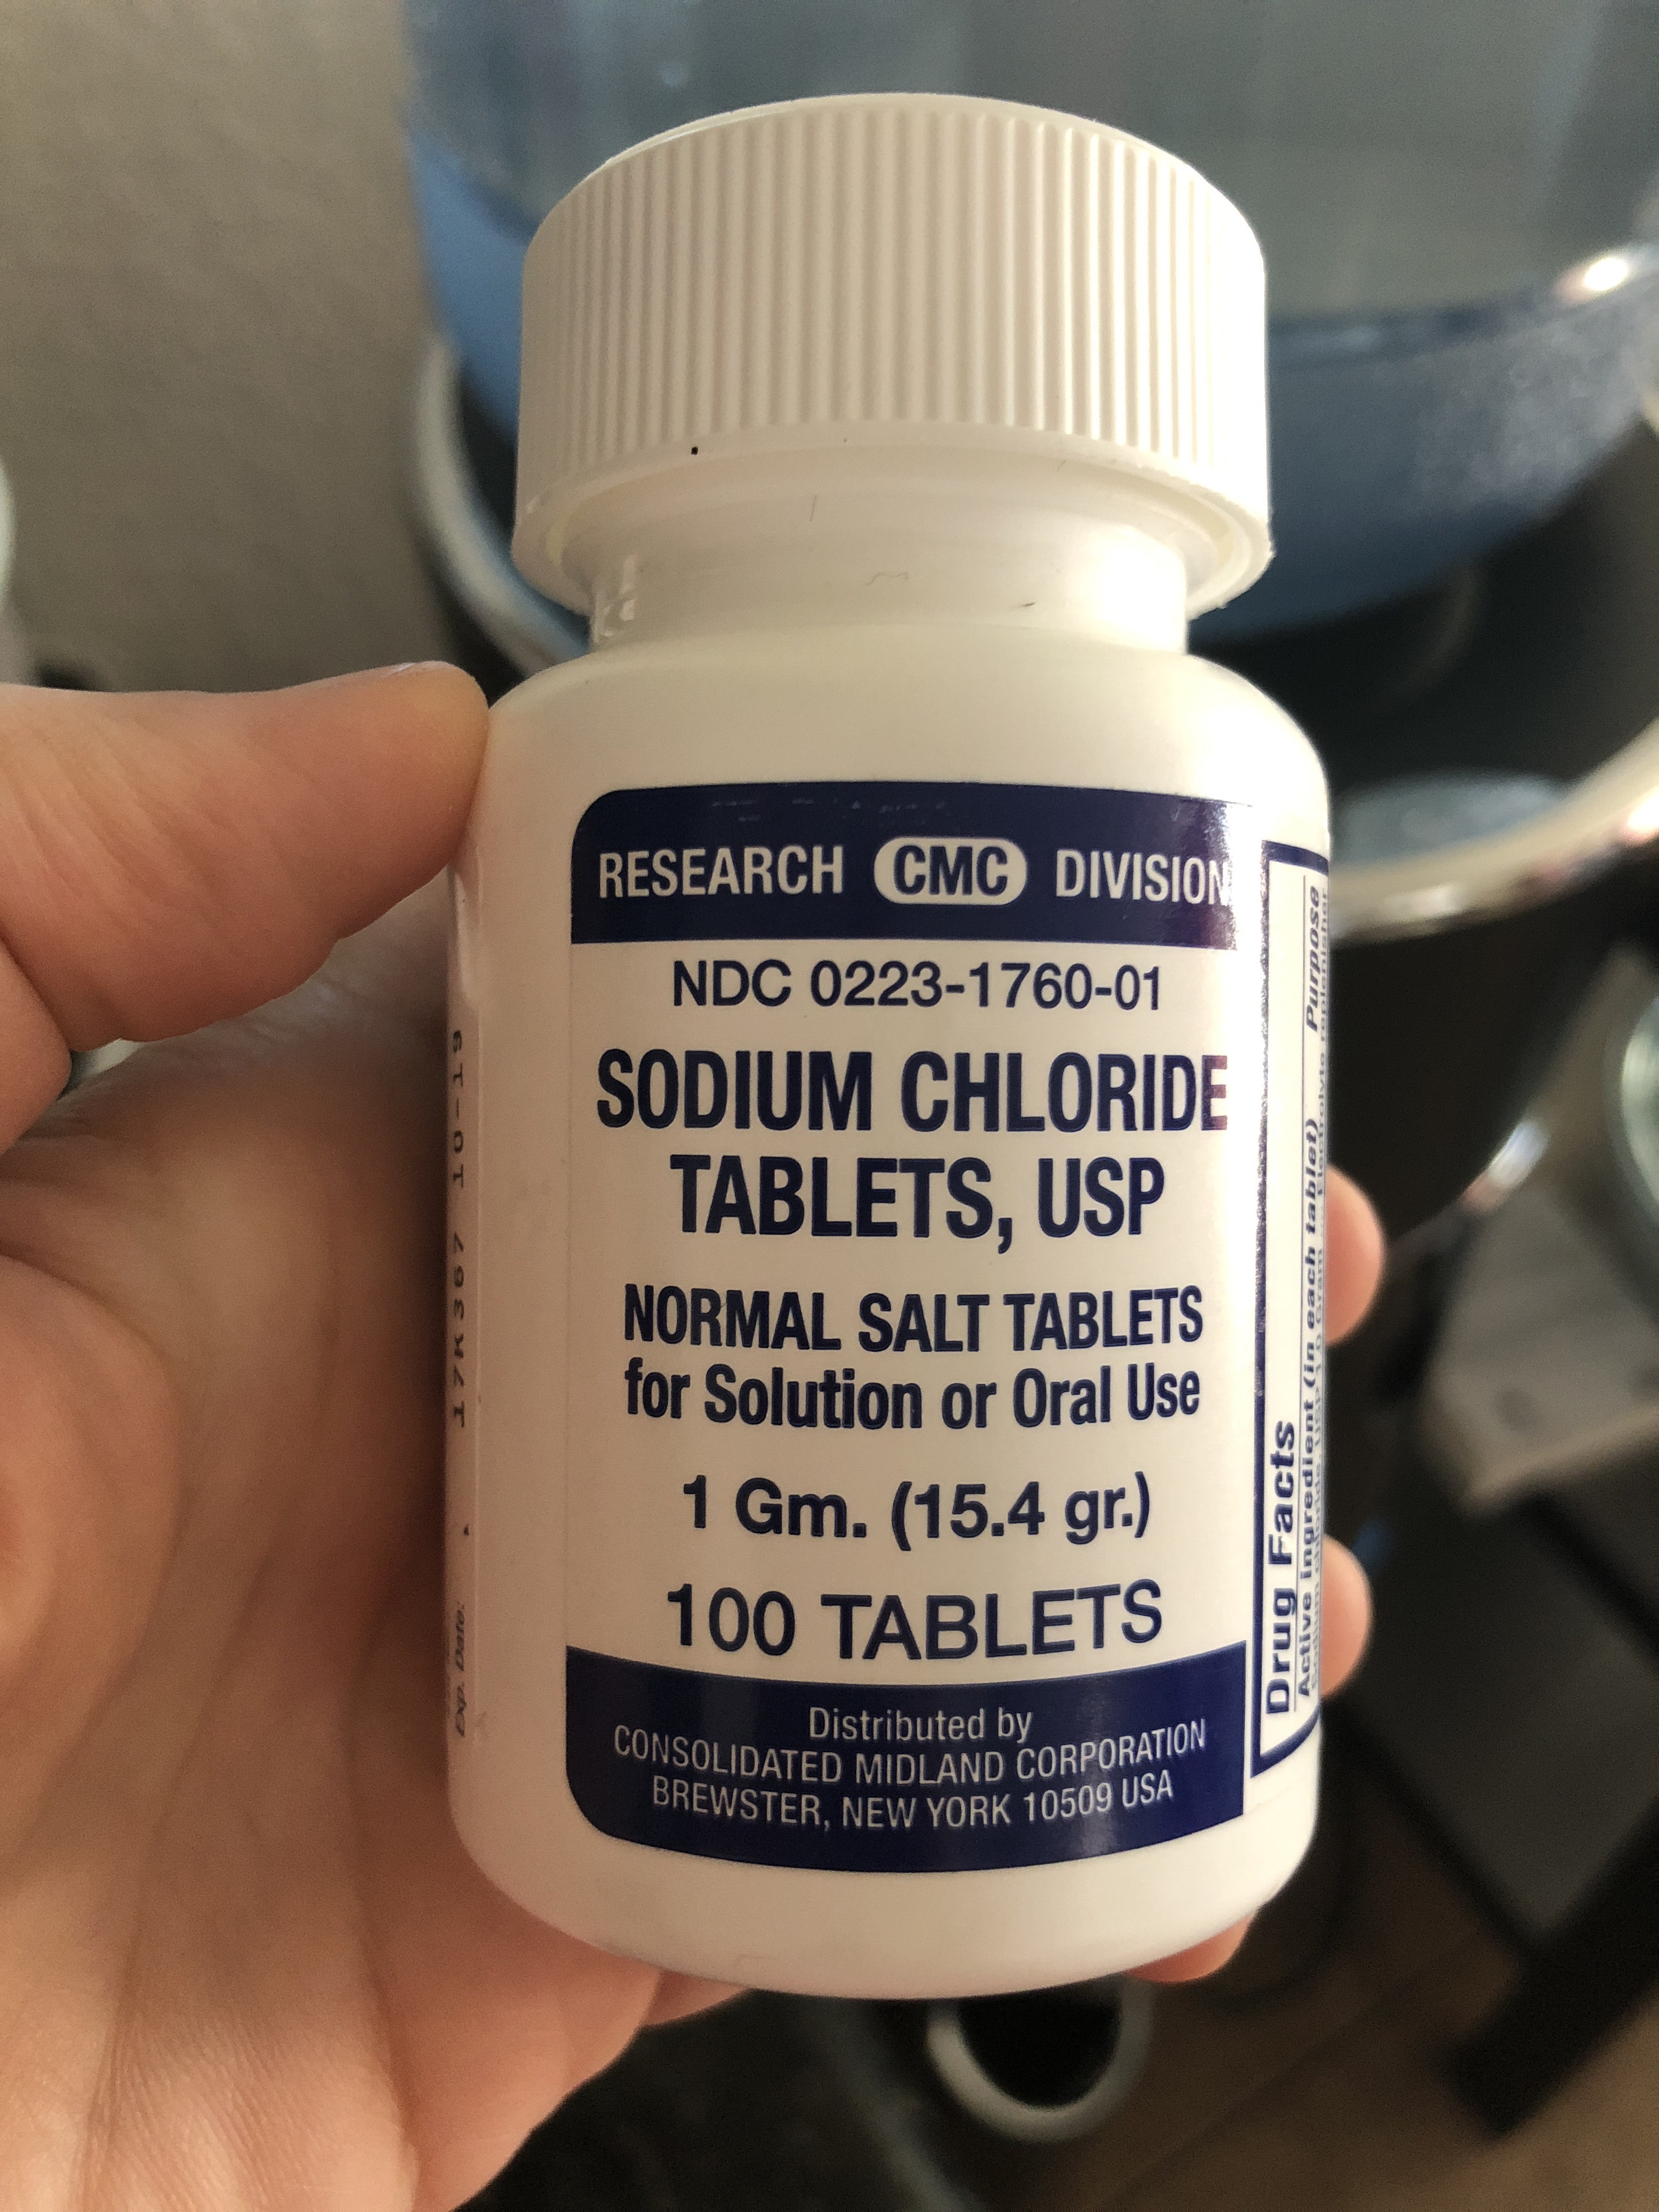 RESEARCH CMC DIVISION
NDC 0223-1760-01
SODIUM CHLORIDE
TABLETS, USP
NORMAL SALT TABLETS
for Solution or Oral Use
1 Gm. (15.4 gr.)
100 TABLETS
Distributed by
CONSOLIDATED MIDLAND CORPORATION
BREWSTER, NEW YORK 10509 USA
Drug Facts
Active ingredient (in each tablet) Purpose
17K367 10-19
Exp. Date: